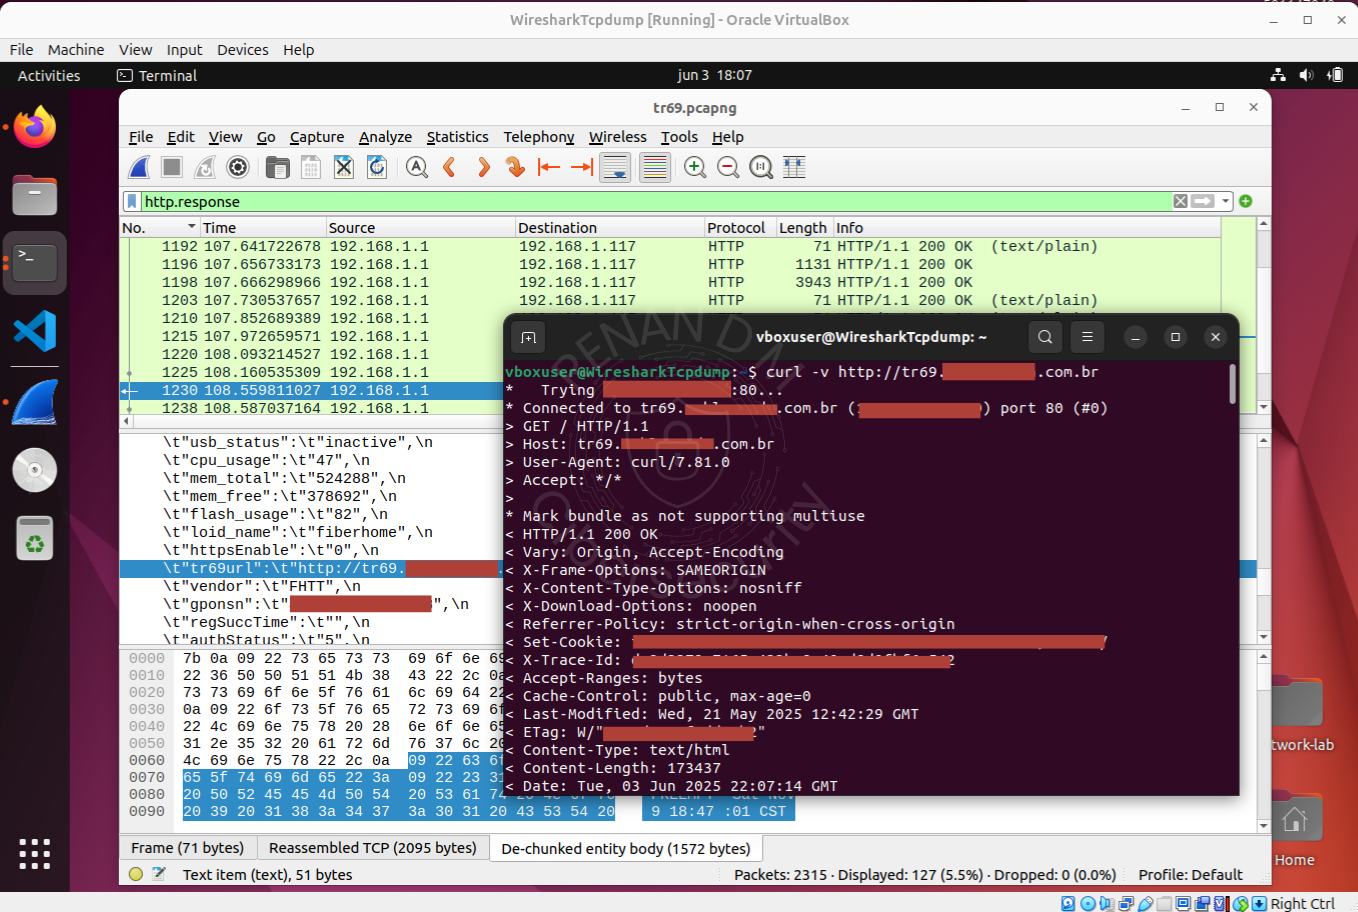 WiresharkTcpdump [Running] - Oracle VirtualBox
File Machine View Input Devices Help
Activities Terminal jun 3 18:07
tr69.pcapng
File Edit View Go Capture Analyze Statistics Telephony Wireless Tools Help
http.response
No. Time Source Destination Protocol Length Info
1192 107.641722678 192.168.1.1 192.168.1.117 HTTP 71 HTTP/1.1 200 OK (text/plain)
1196 107.656733173 192.168.1.1 192.168.1.117 HTTP 1131 HTTP/1.1 200 OK
1198 107.666298966 192.168.1.1 192.168.1.117 HTTP 3943 HTTP/1.1 200 OK
1203 107.730537657 192.168.1.1 192.168.1.117 HTTP 71 HTTP/1.1 200 OK (text/plain)
1210 107.852689389 192.168.1.1
1215 107.972659571 192.168.1.1
1220 108.093214527 192.168.1.1
1225 108.160535309 192.168.1.1
1230 108.559811027 192.168.1.1
1238 108.587037164 192.168.1.1
\t"usb_status":\t"inactive",\n
\t"cpu_usage":\t"47",\n
\t"mem_total":\t"524288",\n
\t"mem_free":\t"378692",\n
\t"flash_usage":\t"82",\n
\t"loid_name":\t"fiberhome",\n
\t"httpsEnable":\t"0",\n
\t"tr69url":\t"http://tr69.
\t"vendor":\t"FHTT",\n
\t"gponsn":\t" ",\n
\t"regSuccTime":\t"",\n
\t"authStatus":\t"5",\n
0000 7b 0a 09 22 73 65 73 73 69 6f 6e
0010 22 36 50 50 51 51 4b 38 43 22 2c
0020 73 73 69 6f 6e 5f 76 61 6c 69 64 22
0030 0a 09 22 6f 73 5f 76 65 72 73 69
0040 22 4c 69 6e 75 78 20 28 6e 6f 6e
0050 31 2e 35 32 20 61 72 6d 76 37 6c
0060 4c 69 6e 75 78 22 2c 0a 09 22 63
0070 65 5f 74 69 6d 65 22 3a 09 22 23
0080 20 50 52 45 45 4d 50 54 20 53 61
0090 20 39 20 31 38 3a 34 37 3a 30 31 20 43 53 54 20 9 18:47 :01 CST
vboxuser@WiresharkTcpdump: ~
vboxuser@WiresharkTcpdump:~$ curl -v http://tr69. .com.br
* Trying :80...
* Connected to tr69. .com.br ( ) port 80 (#0)
> GET / HTTP/1.1
> Host: tr69. .com.br
> User-Agent: curl/7.81.0
> Accept: */*
>
* Mark bundle as not supporting multiuse
< HTTP/1.1 200 OK
< Vary: Origin, Accept-Encoding
< X-Frame-Options: SAMEORIGIN
< X-Content-Type-Options: nosniff
< X-Download-Options: noopen
< Referrer-Policy: strict-origin-when-cross-origin
< Set-Cookie:
< X-Trace-Id:
< Accept-Ranges: bytes
< Cache-Control: public, max-age=0
< Last-Modified: Wed, 21 May 2025 12:42:29 GMT
< ETag: W/" "
< Content-Type: text/html
< Content-Length: 173437
< Date: Tue, 03 Jun 2025 22:07:14 GMT
twork-lab
Home
Frame (71 bytes) Reassembled TCP (2095 bytes) De-chunked entity body (1572 bytes)
Text item (text), 51 bytes Packets: 2315 · Displayed: 127 (5.5%) · Dropped: 0 (0.0%) Profile: Default
Right Ctrl